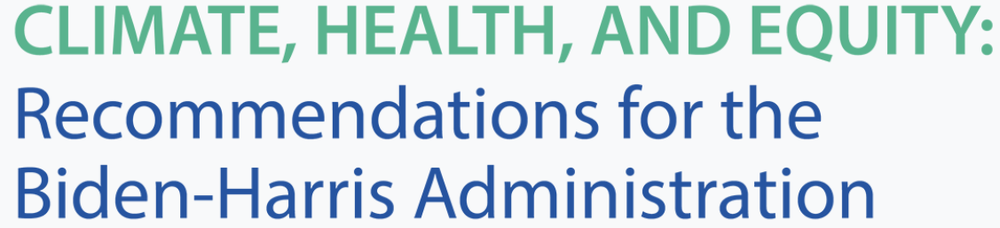 CLIMATE, HEALTH, AND EQUITY:
Recommendations for the
Biden-Harris Administration